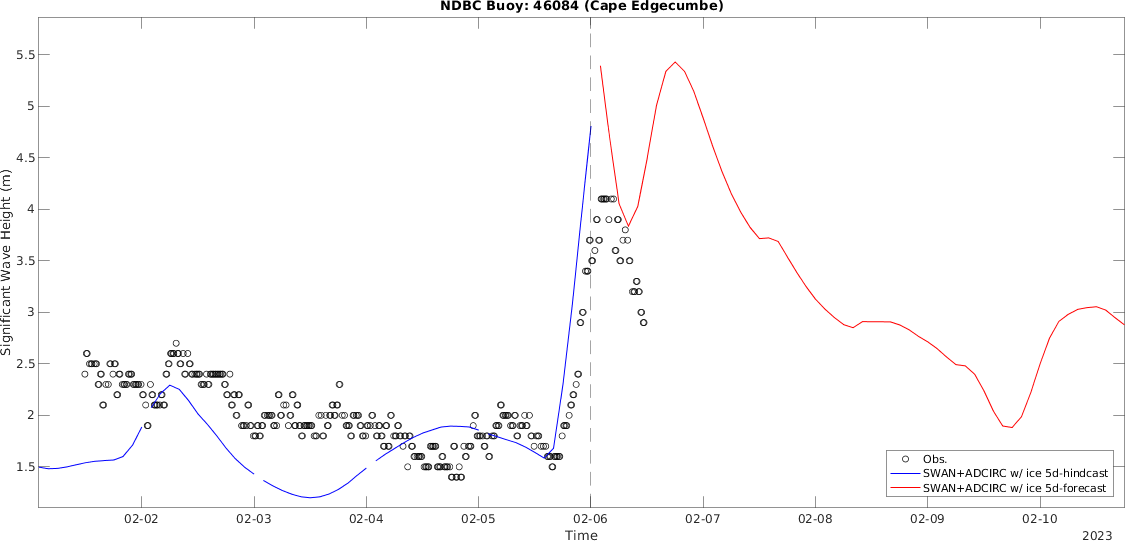 NDBC Buoy: 46084 (Cape Edgecumbe)
Significant Wave Height (m)
5.5
5
4.5
4
3.5
3
2.5
2
1.5
Obs.
SWAN+ADCIRC w/ ice 5d-hindcast
SWAN+ADCIRC w/ ice 5d-forecast
02-02 02-03 02-04 02-05 02-06 02-07 02-08 02-09 02-10
Time
2023